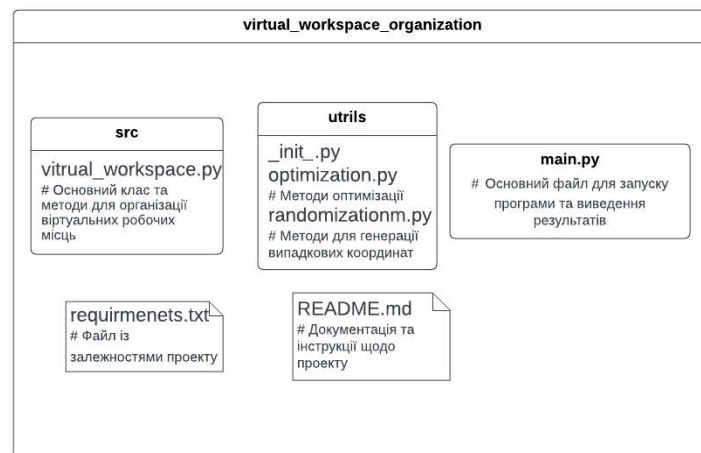 virtual_workspace_organization
src
vitrual_workspace.py
# Основний клас та
методи для організації
віртуальних робочих
місць
utrils
_init_.py
optimization.py
# Методи оптимізації
randomizationm.py
# Методи для генерації
випадкових координат
main.py
# Основний файл для запуску
програми та виведення
результатів
requirmenets.txt
# Файл із
залежностями проекту
README.md
# Документація та
інструкції щодо
проекту